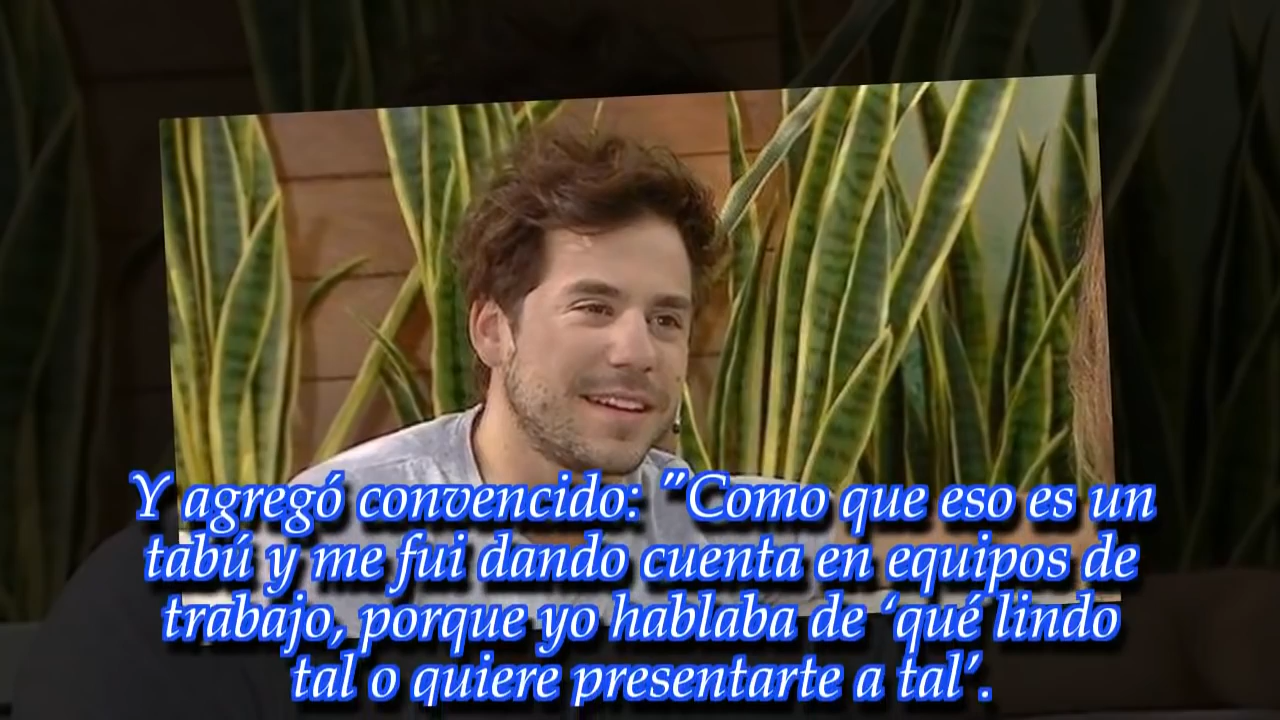 Y agregó convencido: "Como que eso es un
tabú y me fui dando cuenta en equipos de
trabajo, porque yo hablaba de ‘qué lindo
tal o quiere presentarte a tal’.